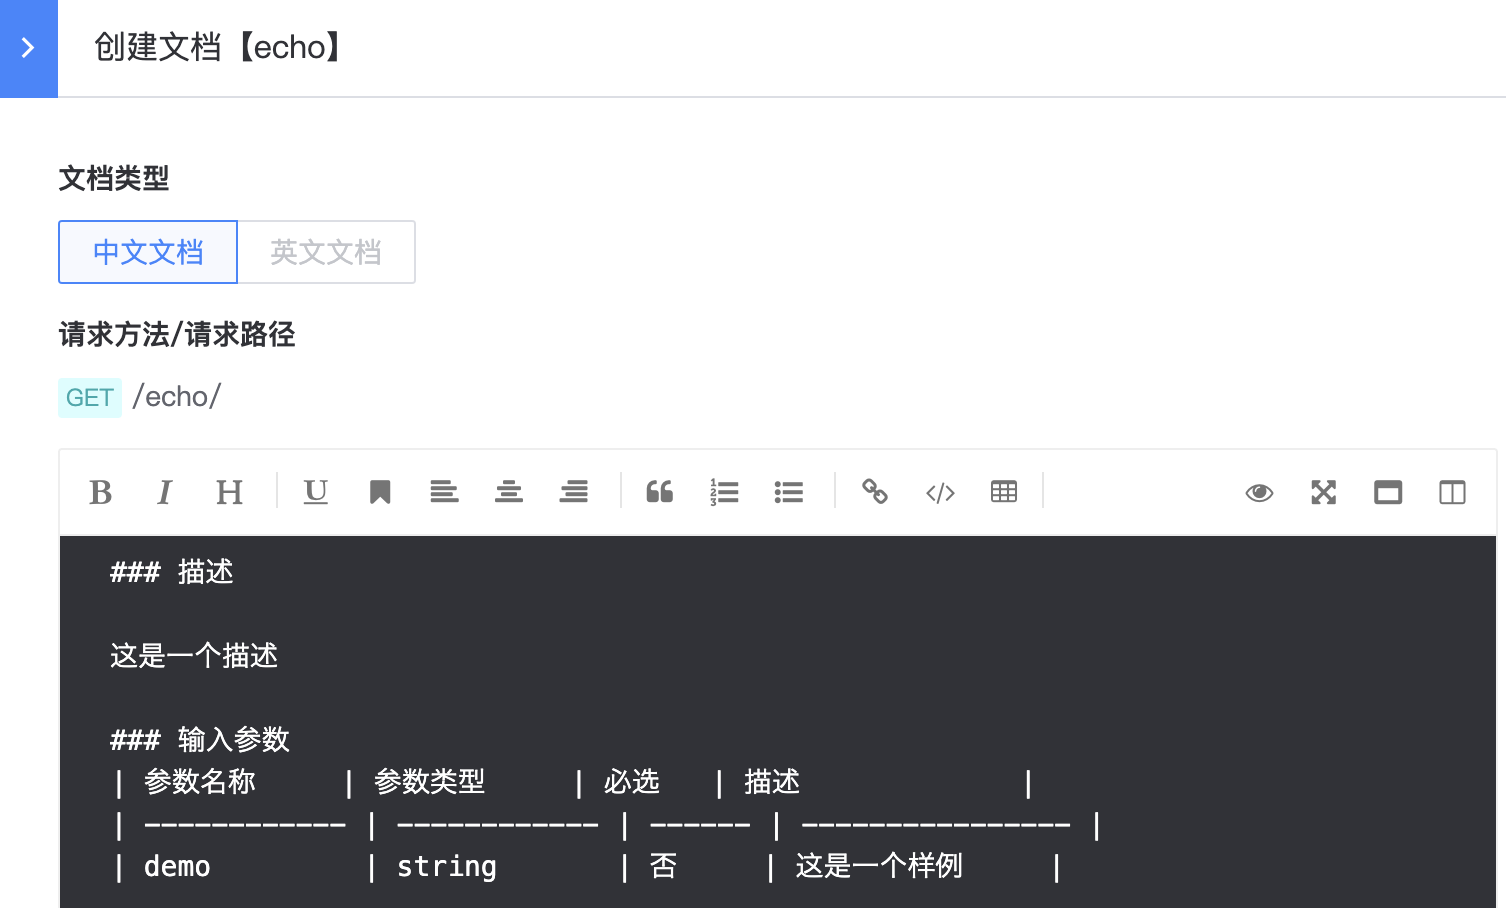 创建文档【echo】
文档类型
中文文档 英文文档
请求方法/请求路径
GET /echo/
### 描述
这是一个描述
### 输入参数
| 参数名称 | 参数类型 | 必选 | 描述 |
| ------------ | ------------ | ------ | ---------------- |
| demo | string | 否 | 这是一个样例 |